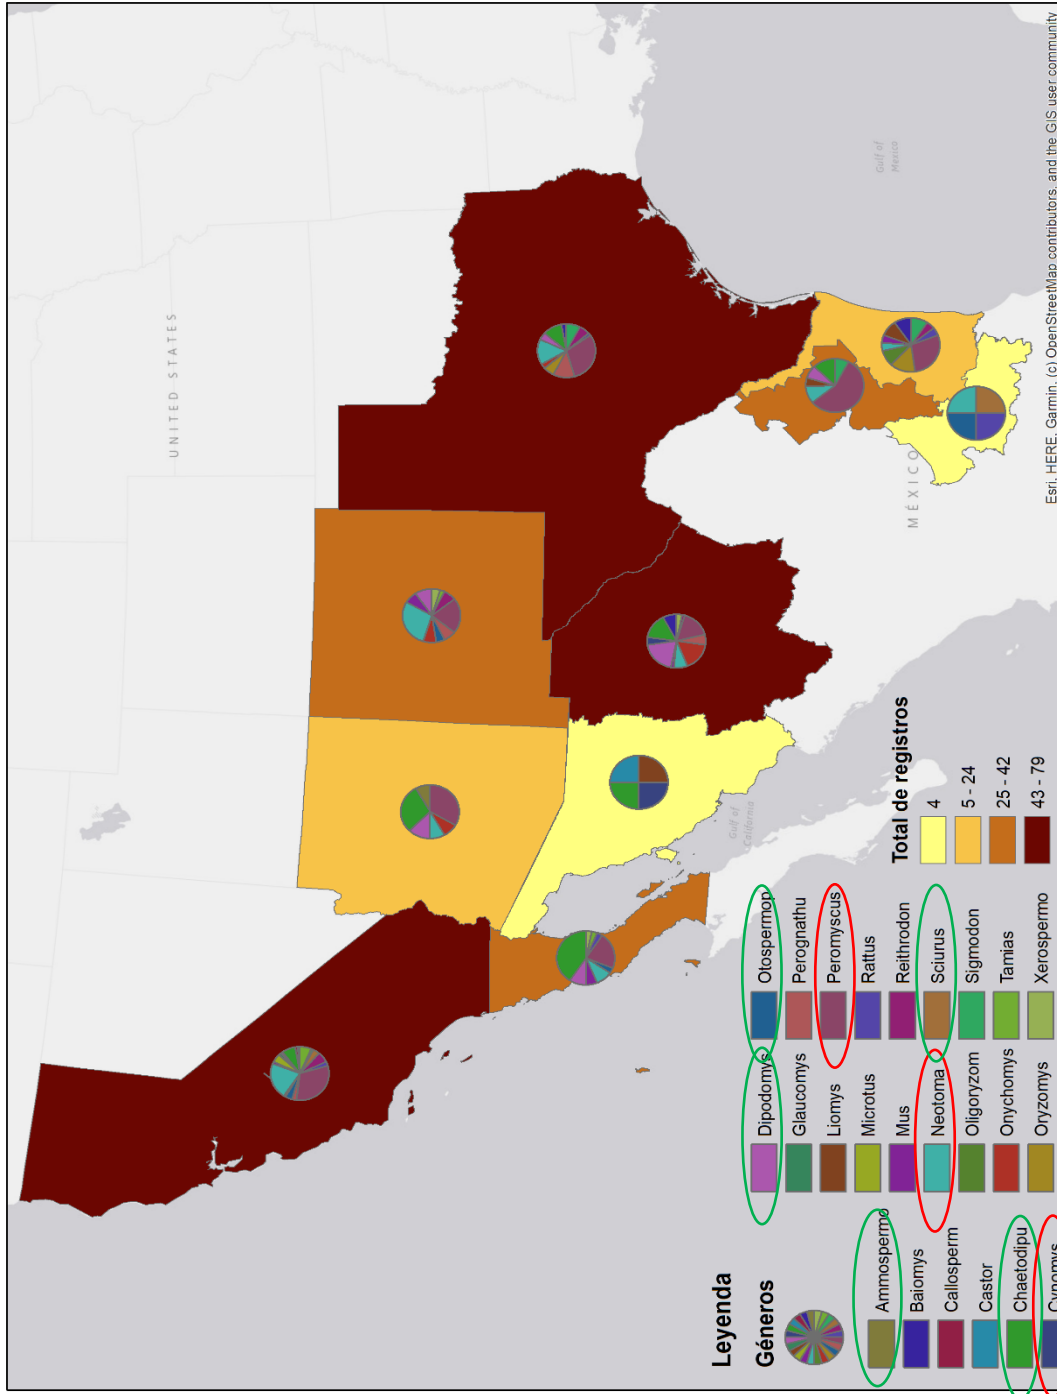 UNITED STATES
Gulf of
Mexico
MÉXICO
Gulf of
California
Leyenda
Géneros
Ammospermo
Baiomys
Callosperm
Castor
Chaetodipu
Cynomys
Dipodomys
Glaucomys
Liomys
Microtus
Mus
Neotoma
Oligoryzom
Onychomys
Oryzomys
Otospermop
Perognathu
Peromyscus
Rattus
Reithrodon
Sciurus
Sigmodon
Tamias
Xerospermo
Total de registros
4
5 - 24
25 - 42
43 - 79
Esri, HERE, Garmin, (c) OpenStreetMap contributors, and the GIS user community